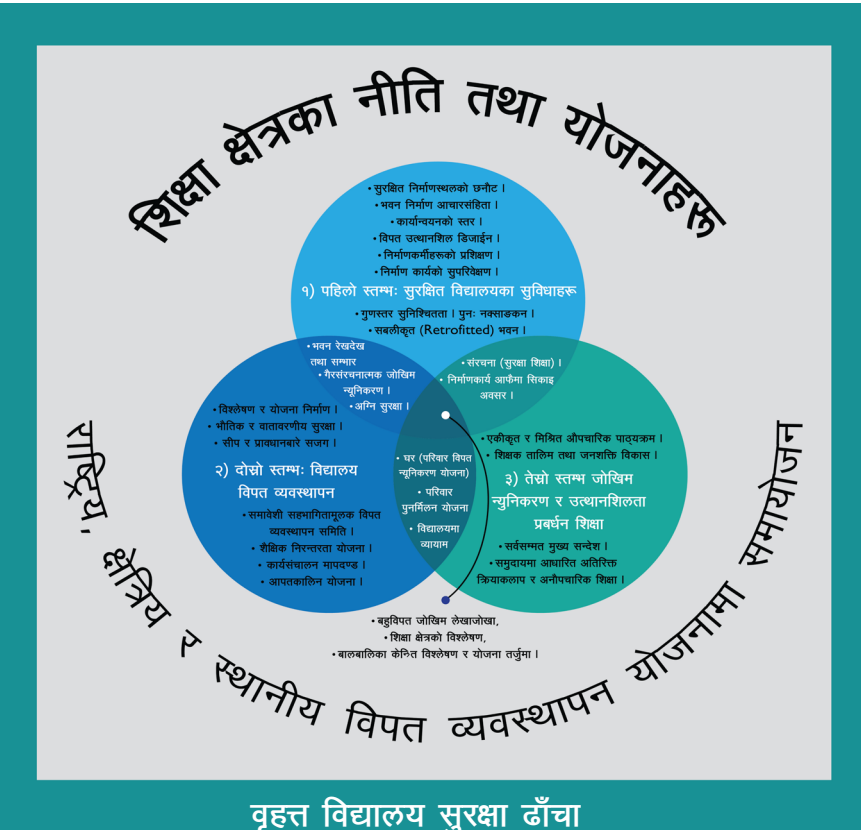 शिक्षा क्षेत्रका नीति तथा योजनाहरू
• सुरक्षित निर्माणस्थलको छनौट ।
• भवन निर्माण आचारसंहिता ।
• कार्यान्वयनको स्तर ।
• विपत उत्थानशिल डिजाईन ।
• निर्माणकर्मीहरूको प्रशिक्षण ।
• निर्माण कार्यको सुपरिवेक्षण ।
१) पहिलो स्तम्भः सुरक्षित विद्यालयका सुविधाहरू
• गुणस्तर सुनिश्चितता । पुनः नक्साङकन ।
• सबलीकृत (Retrofitted) भवन ।
• भवन रेखदेख
तथा सम्भार
• गैरसंरचनात्मक जोखिम
न्यूनिकरण ।
• अग्नि सुरक्षा ।
• संरचना (सुरक्षा शिक्षा) ।
• निर्माणकार्य आफैंमा सिकाइ
अवसर ।
• विश्लेषण र योजना निर्माण ।
• भौतिक र वातावरणीय सुरक्षा ।
• सीप र प्रावधानबारे सजग ।
२) दोस्रो स्तम्भः विद्यालय
विपत व्यवस्थापन
• समावेशी सहभागितामूलक विपत
व्यवस्थापन समिति ।
• शैक्षिक निरन्तरता योजना ।
• कार्यसंचालन मापदण्ड ।
• आपतकालिन योजना ।
• घर (परिवार विपत
न्यूनिकरण योजना)
• परिवार
पुनर्मिलन योजना
• विद्यालयमा
व्यायाम
• एकीकृत र मिश्रित औपचारिक पाठ्यक्रम ।
• शिक्षक तालिम तथा जनशक्ति विकास ।
३) तेस्रो स्तम्भ जोखिम
न्युनिकरण र उत्थानशिलता
प्रबर्धन शिक्षा
• सर्वसम्मत मुख्य सन्देश ।
• समुदायमा आधारित अतिरिक्त
क्रियाकलाप र अनौपचारिक शिक्षा ।
• बहुविपत जोखिम लेखाजोखा,
• शिक्षा क्षेत्रको विश्लेषण,
• बालबालिका केन्द्रित विश्लेषण र योजना तर्जुमा ।
राष्ट्रिय, क्षेत्रिय र स्थानीय विपत व्यवस्थापन योजनामा समायोजन
वृहत्त विद्यालय सुरक्षा ढाँचा